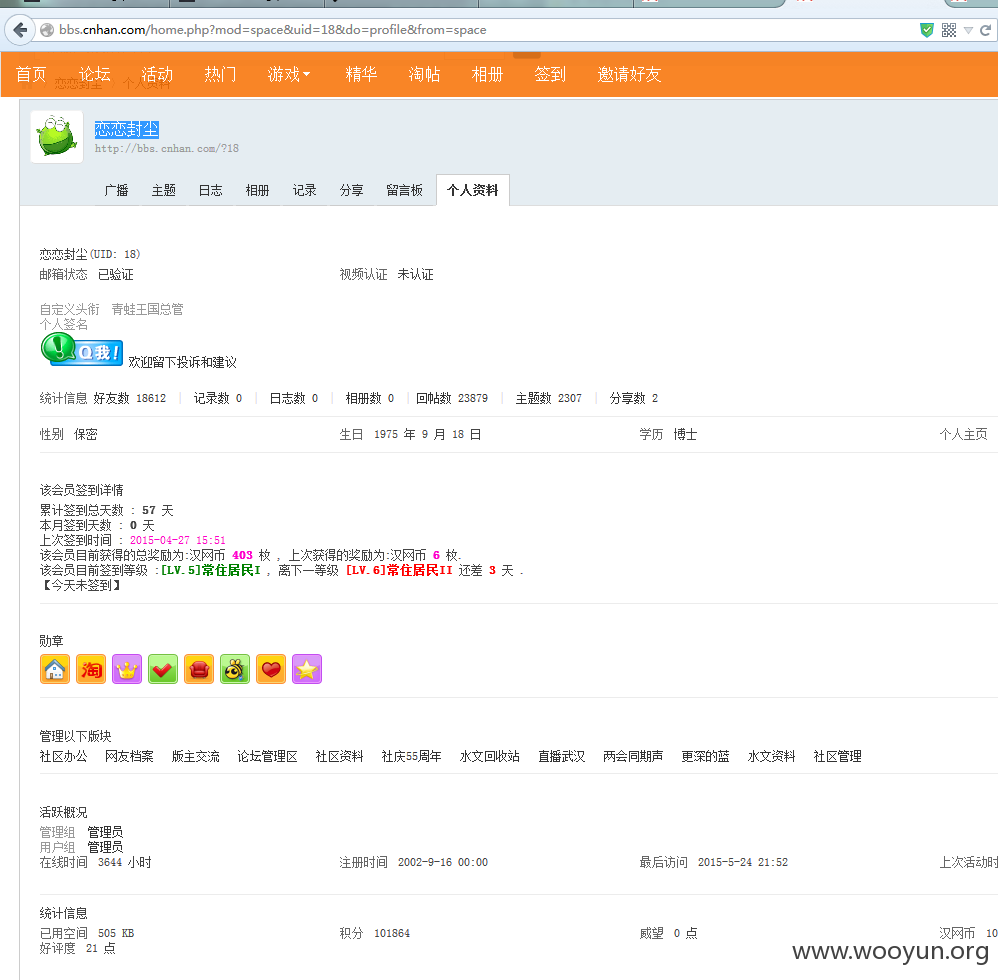 bbs.cnhan.com/home.php?mod=space&uid=18&do=profile&from=space
首页 论坛 活动 热门 游戏 精华 淘帖 相册 签到 邀请好友
恋恋封尘 个人资料
恋恋封尘
http://bbs.cnhan.com/?18
广播 主题 日志 相册 记录 分享 留言板 个人资料
恋恋封尘(UID: 18)
邮箱状态 已验证 视频认证 未认证
自定义头衔 青蛙王国总管
个人签名
Q我! 欢迎留下投诉和建议
统计信息 好友数 18612 | 记录数 0 | 日志数 0 | 相册数 0 | 回帖数 23879 | 主题数 2307 | 分享数 2
性别 保密 生日 1975 年 9 月 18 日 学历 博士 个人主页
该会员签到详情
累计签到总天数 : 57 天
本月签到天数 : 0 天
上次签到时间 : 2015-04-27 15:51
该会员目前获得的总奖励为:汉网币 403 枚 , 上次获得的奖励为:汉网币 6 枚.
该会员目前签到等级 :[LV.5]常住居民I , 离下一等级 [LV.6]常住居民II 还差 3 天 .
【今天未签到】
勋章
淘
管理以下版块
社区办公 网友档案 版主交流 论坛管理区 社区资料 社庆55周年 水文回收站 直播武汉 两会同期声 更深的蓝 水文资料 社区管理
活跃概况
管理组 管理员
用户组 管理员
在线时间 3644 小时 注册时间 2002-9-16 00:00 最后访问 2015-5-24 21:52 上次活动时
统计信息
已用空间 505 KB 积分 101864 威望 0 点 汉网币 10
好评度 21 点
www.wooyun.org